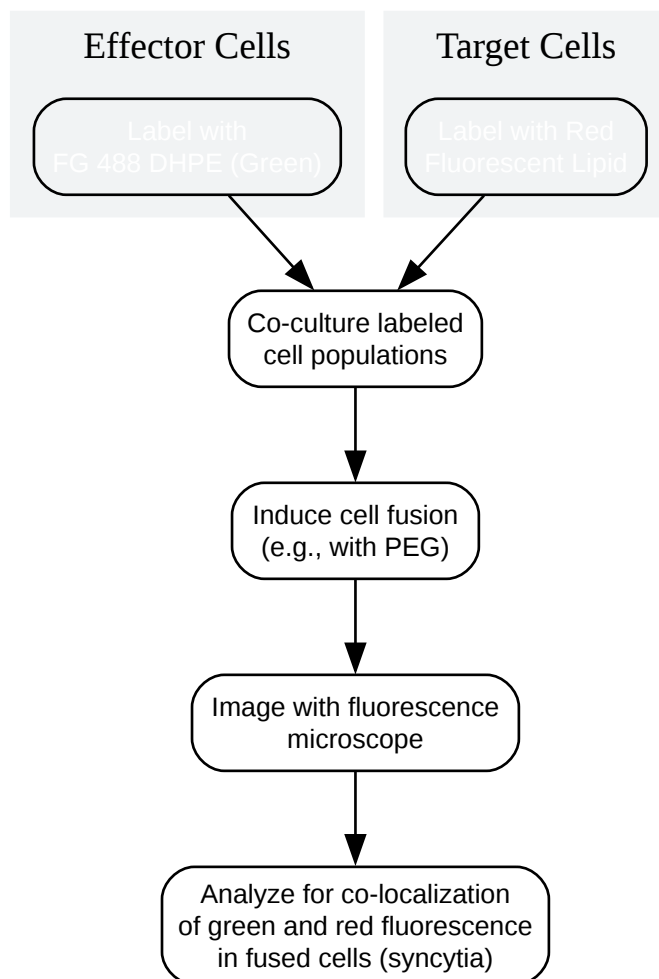 Effector Cells
Target Cells
Label with
FG 488 DHPE (Green)
Label with Red
Fluorescent Lipid
Co-culture labeled
cell populations
Induce cell fusion
(e.g., with PEG)
Image with fluorescence
microscope
Analyze for co-localization
of green and red fluorescence
in fused cells (syncytia)